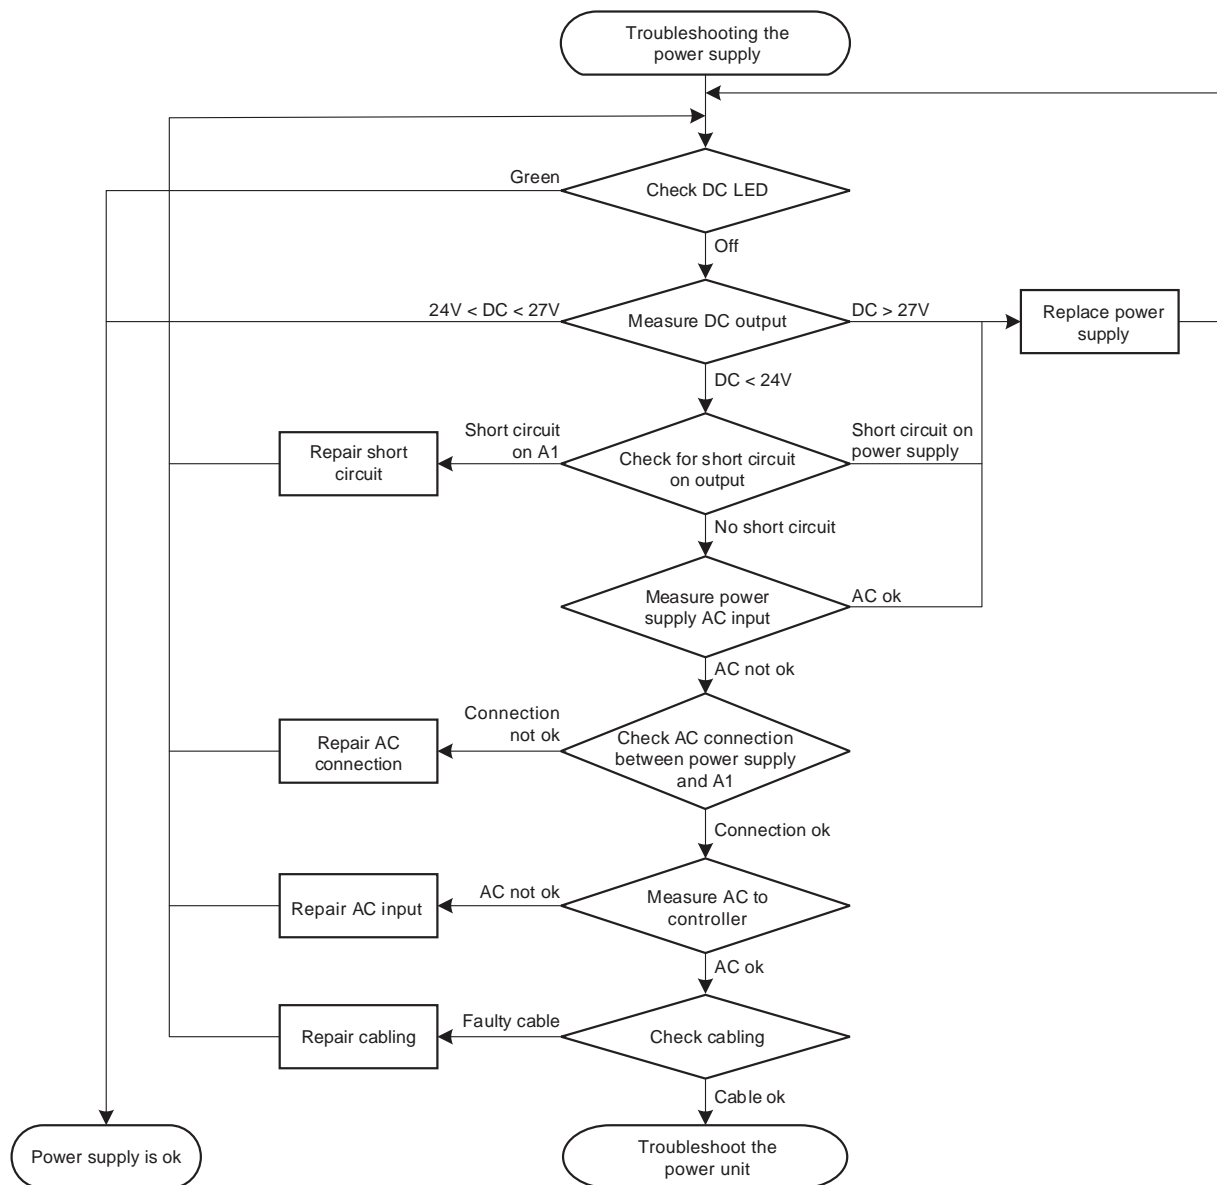 Troubleshooting the
power supply
Green
Check DC LED
Off
24V < DC < 27V
Measure DC output
DC > 27V
Replace power
supply
DC < 24V
Repair short
circuit
Short circuit
on A1
Check for short circuit
on output
Short circuit on
power supply
No short circuit
Measure power
supply AC input
AC ok
AC not ok
Repair AC
connection
Connection
not ok
Check AC connection
between power supply
and A1
Connection ok
Repair AC input
AC not ok
Measure AC to
controller
AC ok
Repair cabling
Faulty cable
Check cabling
Cable ok
Power supply is ok
Troubleshoot the
power unit